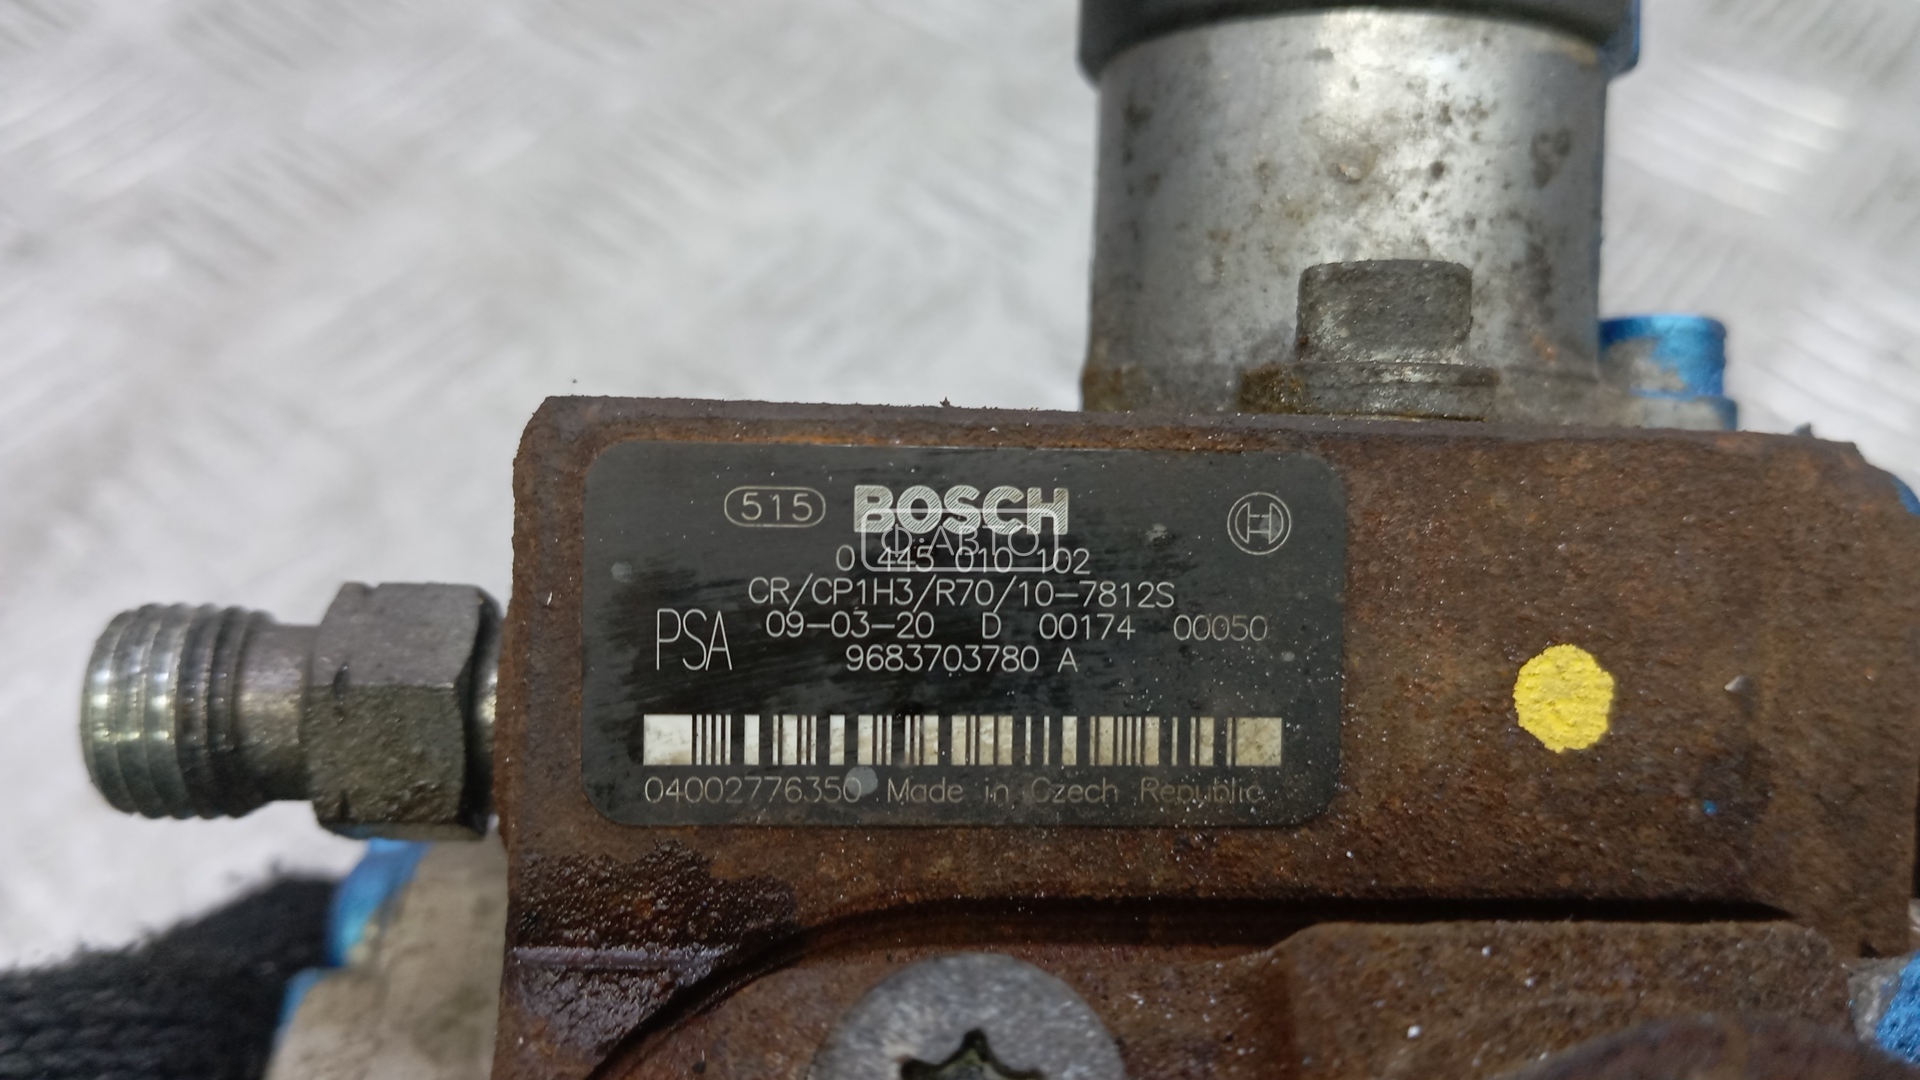 515 BOSCH
Ф-АВТО
0 445 010 102
CR/CP1H3/R70/10-7812S
PSA 09-03-20 D 00174 00050
9683703780 A
04002776350 Made in Czech Republic